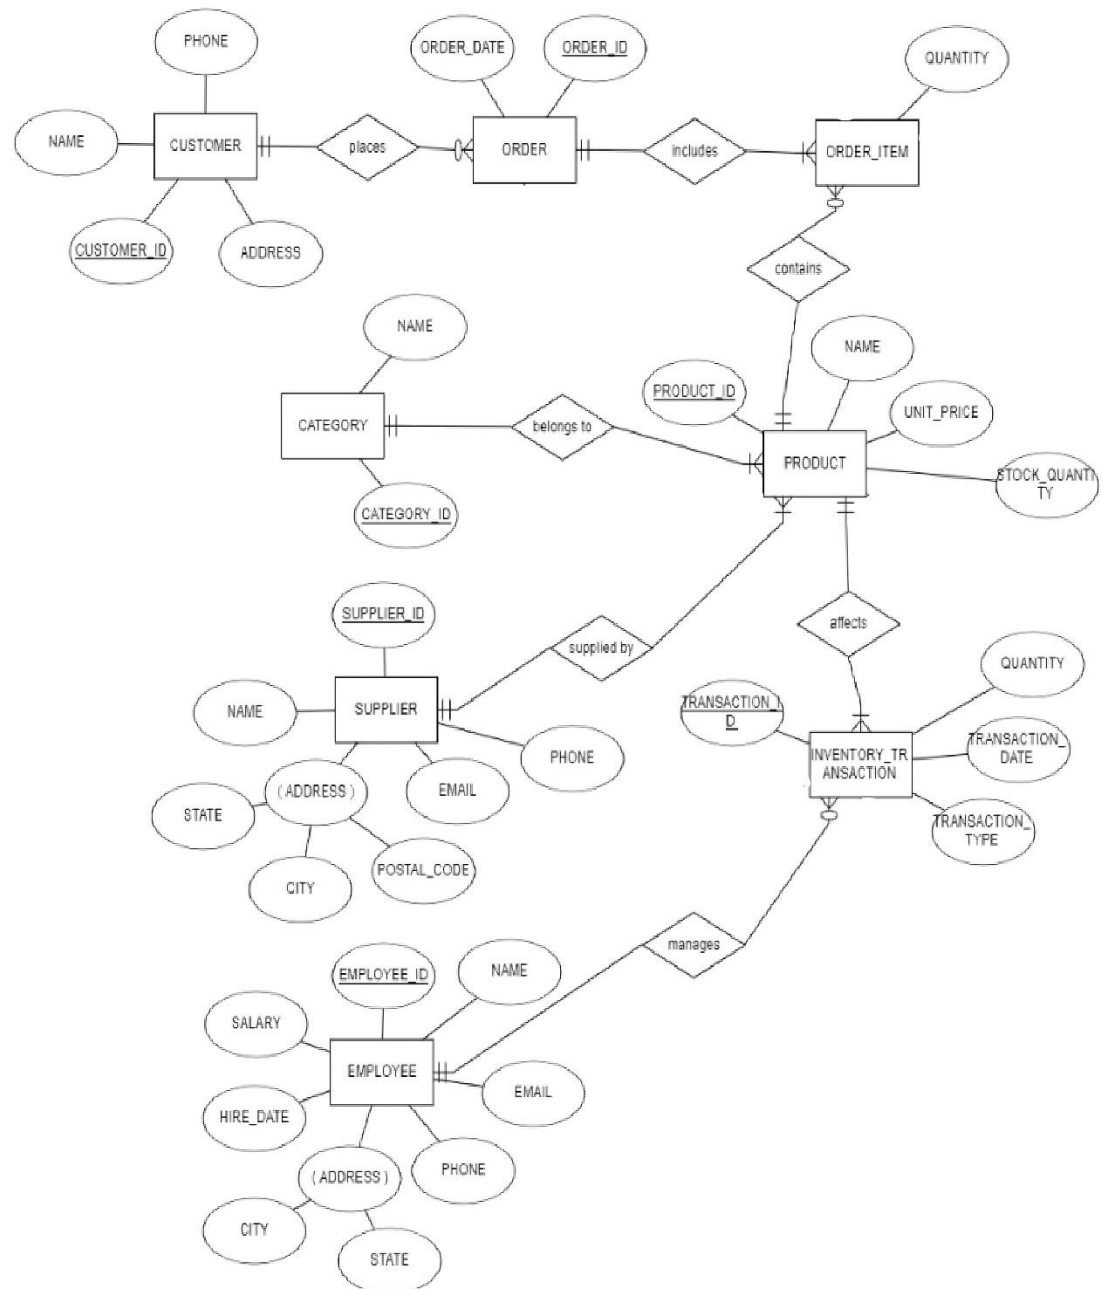 PHONE
ORDER_DATE
ORDER_ID
QUANTITY
NAME
CUSTOMER
places
ORDER
includes
ORDER_ITEM
CUSTOMER_ID
ADDRESS
contains
NAME
NAME
PRODUCT_ID
UNIT_PRICE
CATEGORY
belongs to
PRODUCT
STOCK_QUANTI
TY
CATEGORY_ID
SUPPLIER_ID
affects
supplied by
QUANTITY
NAME
SUPPLIER
TRANSACTION_I
D
TRANSACTION_
DATE
PHONE
INVENTORY_TR
ANSACTION
( ADDRESS )
EMAIL
STATE
TRANSACTION_
TYPE
POSTAL_CODE
CITY
manages
EMPLOYEE_ID
NAME
SALARY
EMPLOYEE
EMAIL
HIRE_DATE
PHONE
( ADDRESS )
CITY
STATE